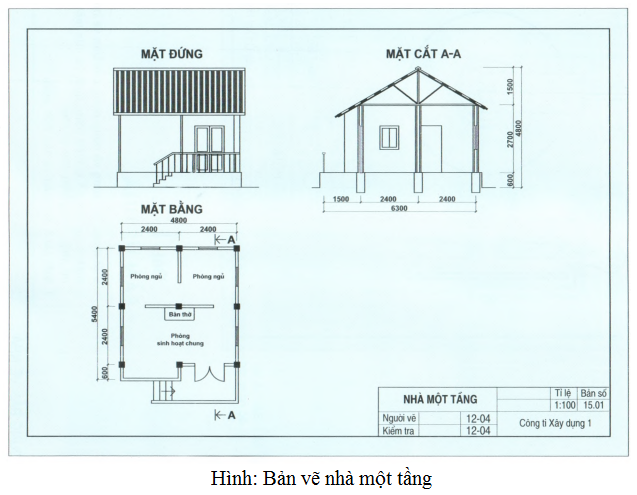 MẶT ĐỨNG
MẶT CẮT A-A
1500
2700
600
4800
1500
2400
2400
6300
MẶT BẰNG
4800
2400
2400
A
Phòng ngủ
Phòng ngủ
2400
2400
600
5400
Bàn thờ
Phòng
sinh hoạt chung
A
NHÀ MỘT TẦNG
Tỉ lệ
Bản số
1:100
15.01
Người vẽ
12-04
Kiểm tra
12-04
Công ti Xây dựng 1
Hình: Bản vẽ nhà một tầng